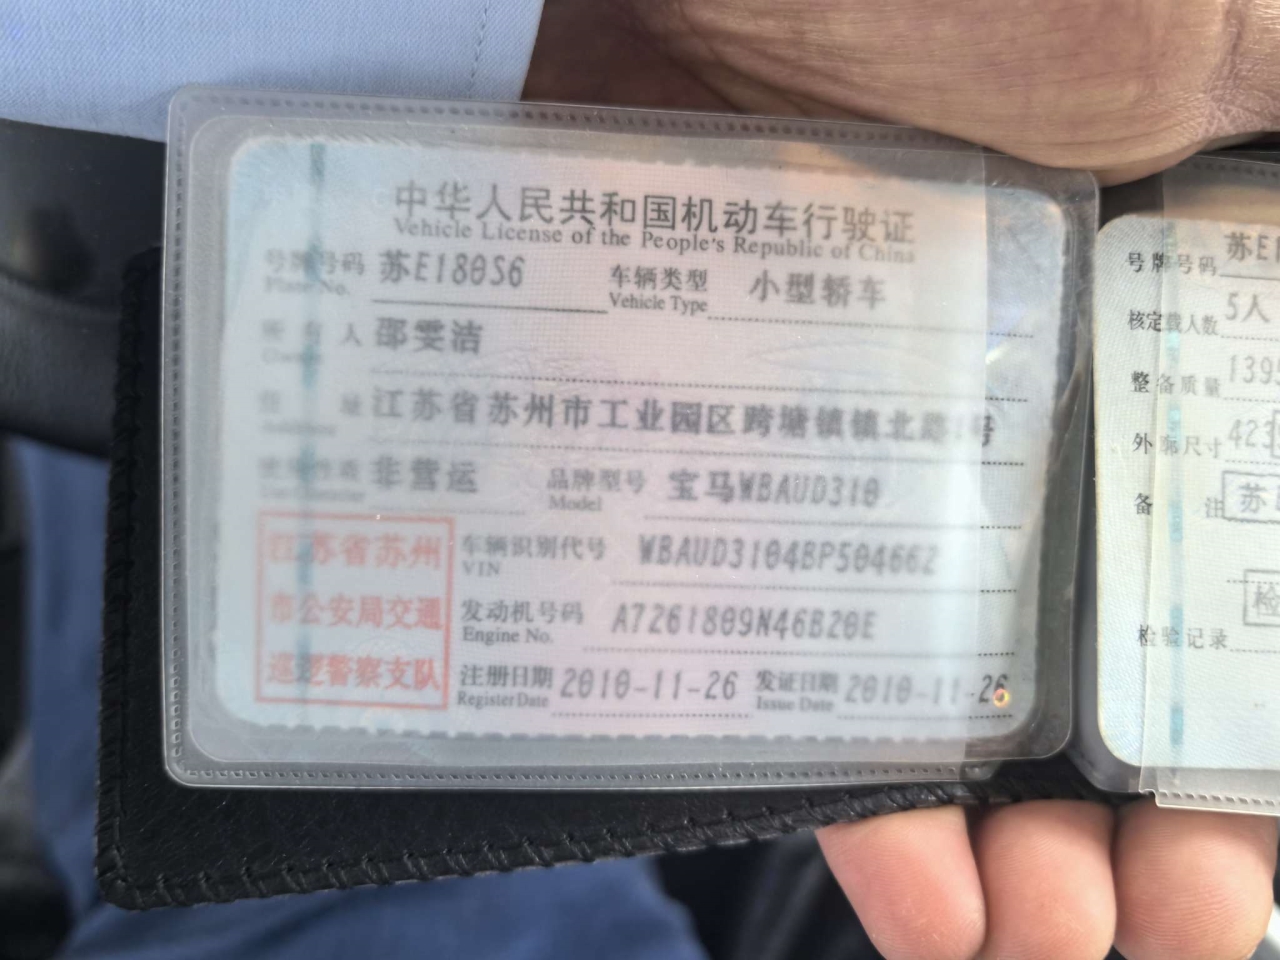 中华人民共和国机动车行驶证
Vehicle License of the People's Republic of China
号牌号码 苏E180S6 车辆类型 小型轿车
Plate No. Vehicle Type
所有人 邵雯洁
住 址 江苏省苏州市工业园区跨塘镇镇北路 号
使用性质 非营运 品牌型号 宝马WBAUD310
Model
江苏省苏州
市公安局交通
巡逻警察支队
车辆识别代号 WBAUD3104BP504662
VIN
发动机号码 A7261809N46B20E
Engine No.
注册日期 2010-11-26 发证日期 2010-11-26
Register Date Issue Date
号牌号码 苏E1
核定载人数 5人
整备质量 139
外廓尺寸 423
备 注 苏
检
检验记录